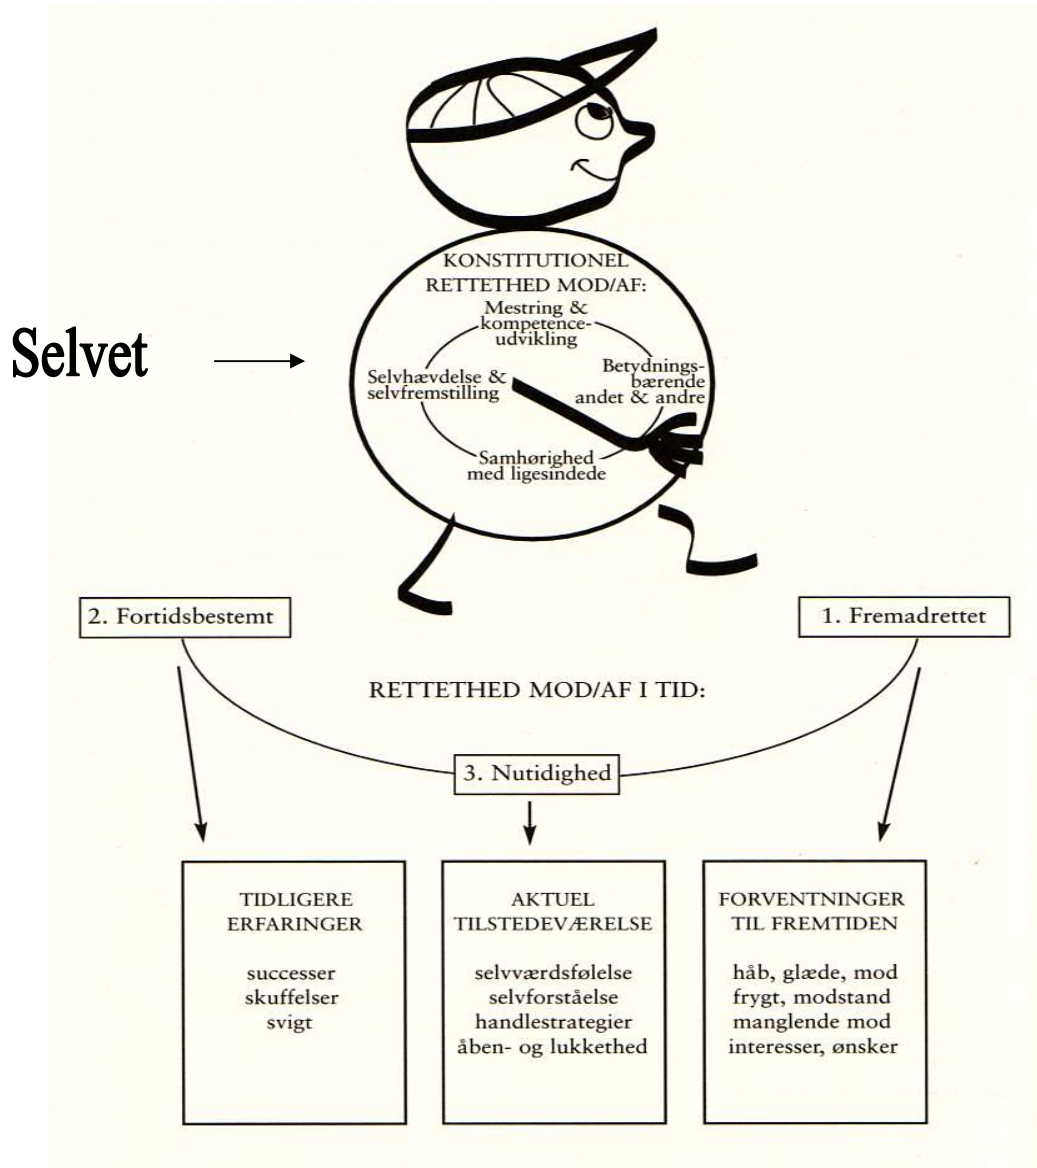 KONSTITUTIONEL
RETTETHED MOD/AF:
Mestring &
kompetence-
udvikling
Selvet
Selvhævdelse &
selvfremstilling
Betydnings-
bærende
andet & andre
Samhørighed
med ligesindede
2. Fortidsbestemt
1. Fremadrettet
RETTETHED MOD/AF I TID:
3. Nutidighed
TIDLIGERE
ERFARINGER
successer
skuffelser
svigt
AKTUEL
TILSTEDEVÆRELSE
selvværdsfølelse
selvforståelse
handlestrategier
åben- og lukkethed
FORVENTNINGER
TIL FREMTIDEN
håb, glæde, mod
frygt, modstand
manglende mod
interesser, ønsker